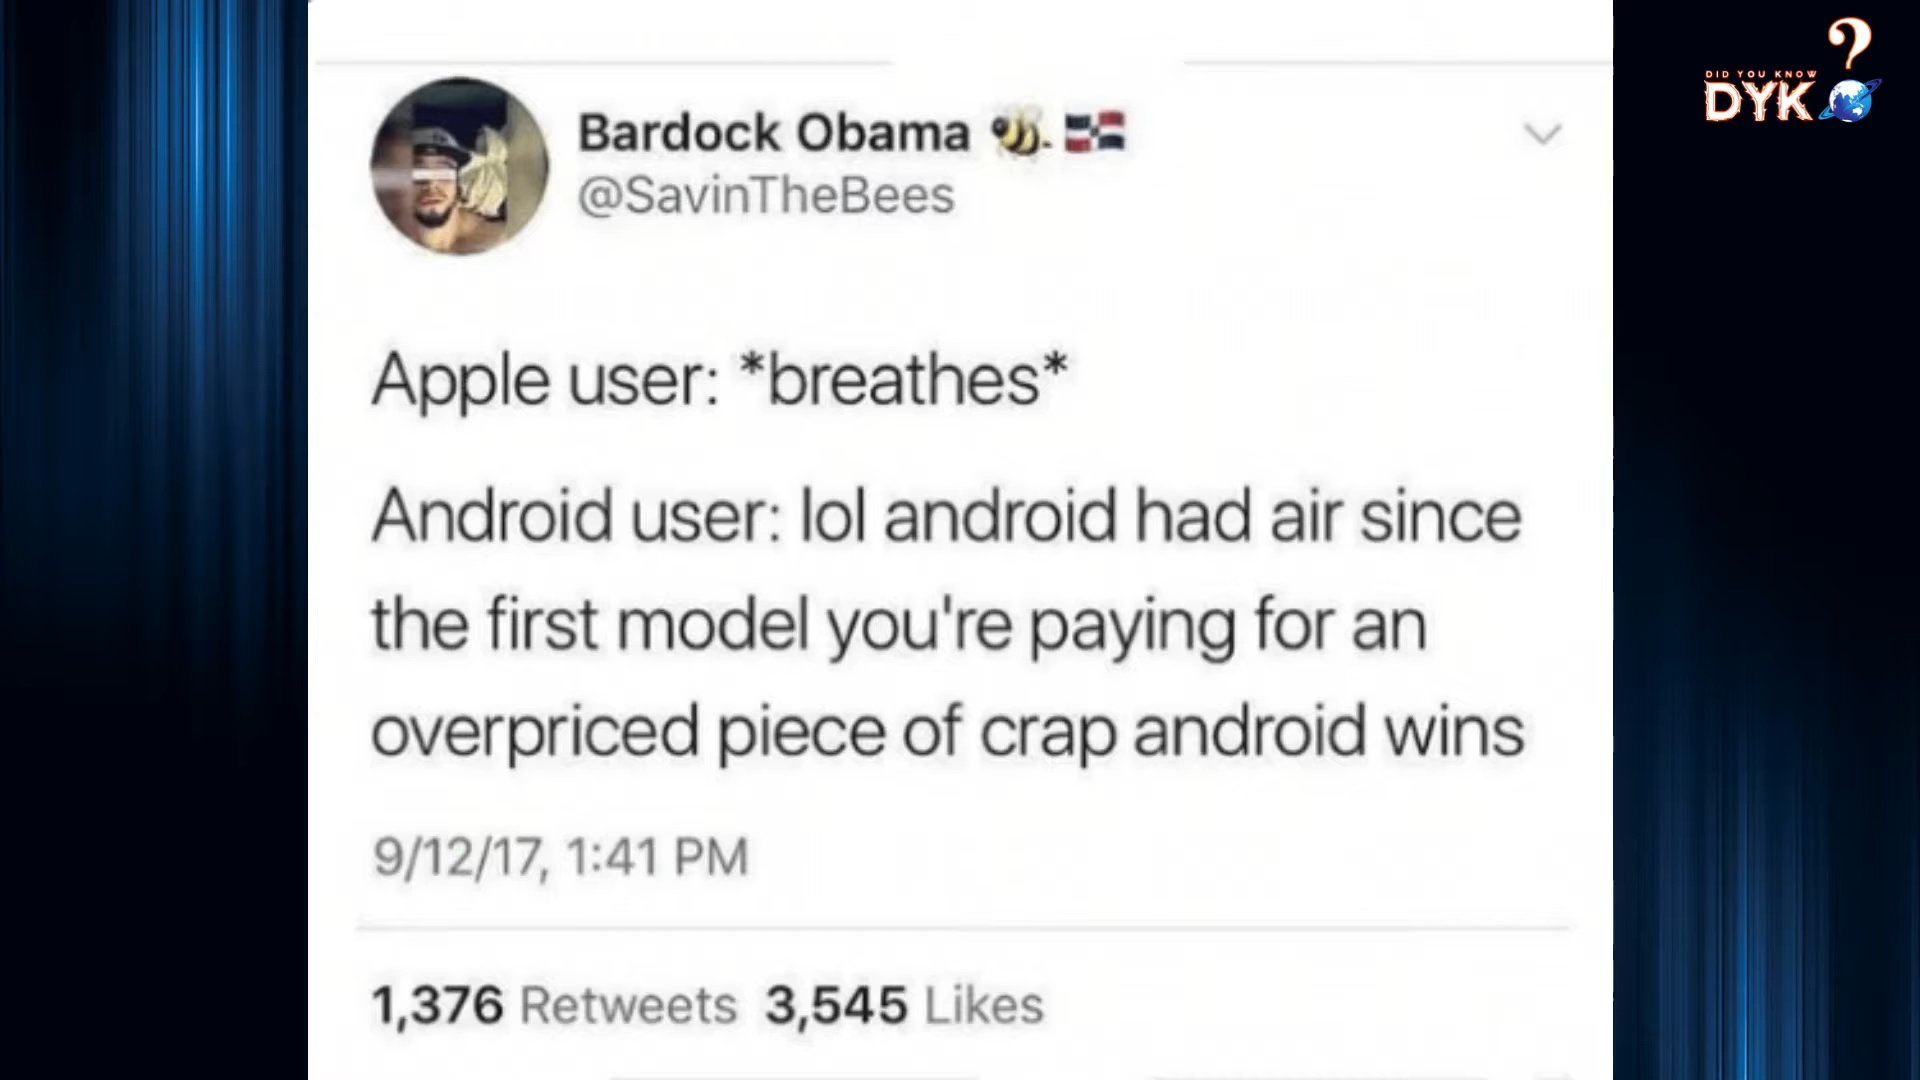 ?
DID YOU KNOW
DYK
Bardock Obama 🐝 🇩🇴
@SavinTheBees
Apple user: *breathes*
Android user: lol android had air since
the first model you're paying for an
overpriced piece of crap android wins
9/12/17, 1:41 PM
1,376 Retweets 3,545 Likes